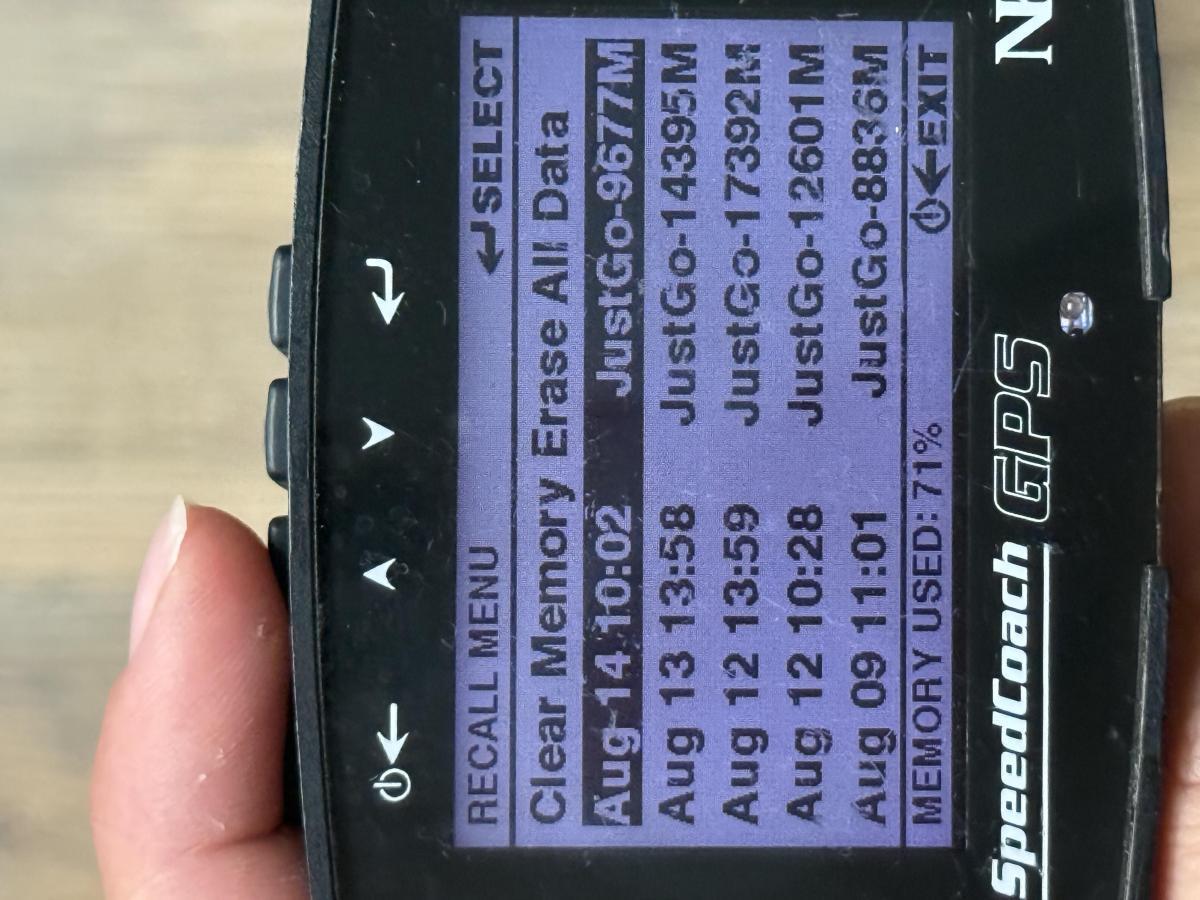 RECALL MENU ↵SELECT
Clear Memory Erase All Data
Aug 14 10:02 JustGo-9677M
Aug 13 13:58 JustGo-14395M
Aug 12 13:59 JustGo-17392M
Aug 12 10:28 JustGo-12601M
Aug 09 11:01 JustGo-8836M
MEMORY USED: 71% ⏻←EXIT
SpeedCoach GPS